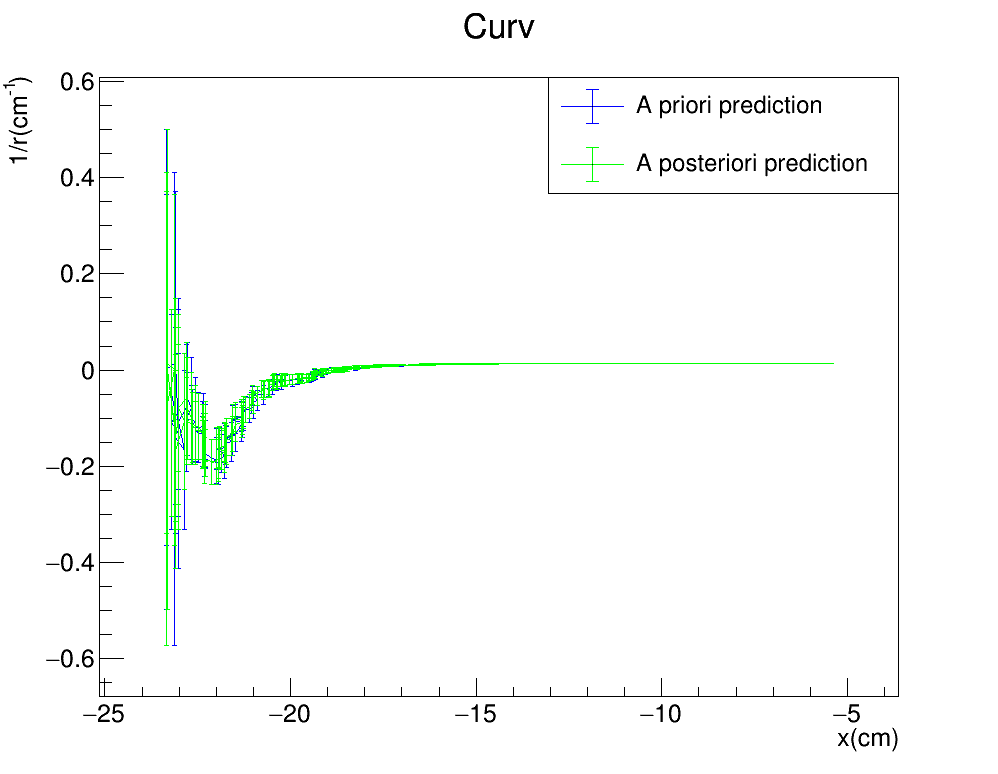 Curv
1/r(cm⁻¹)
0.6
0.4
0.2
0
−0.2
−0.4
−0.6
A priori prediction
A posteriori prediction
−25 −20 −15 −10 −5
x(cm)